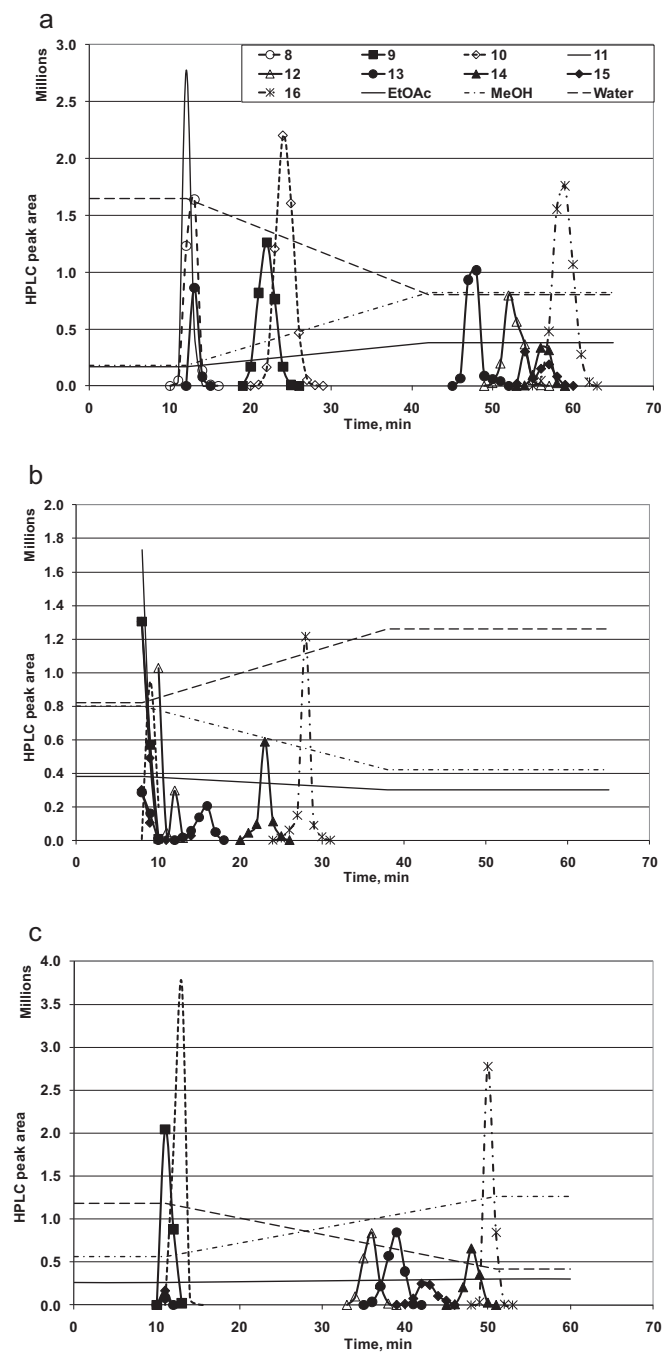 a
Millions
HPLC peak area
3.0
2.5
2.0
1.5
1.0
0.5
0.0
8 9 10 11
12 13 14 15
16 EtOAc MeOH Water
0 10 20 30 40 50 60 70
Time, min
b
Millions
HPLC peak area
2.0
1.8
1.6
1.4
1.2
1.0
0.8
0.6
0.4
0.2
0.0
0 10 20 30 40 50 60 70
Time, min
c
Millions
HPLC peak area
4.0
3.5
3.0
2.5
2.0
1.5
1.0
0.5
0.0
0 10 20 30 40 50 60 70
Time, min